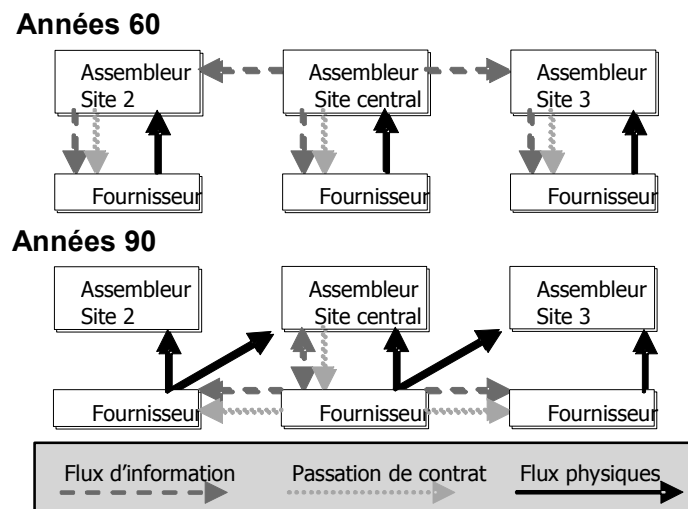 Années 60
Assembleur Assembleur Assembleur
Site 2 Site central Site 3
Fournisseur Fournisseur Fournisseur
Années 90
Assembleur Assembleur Assembleur
Site 2 Site central Site 3
Fournisseur Fournisseur Fournisseur
Flux d’information Passation de contrat Flux physiques